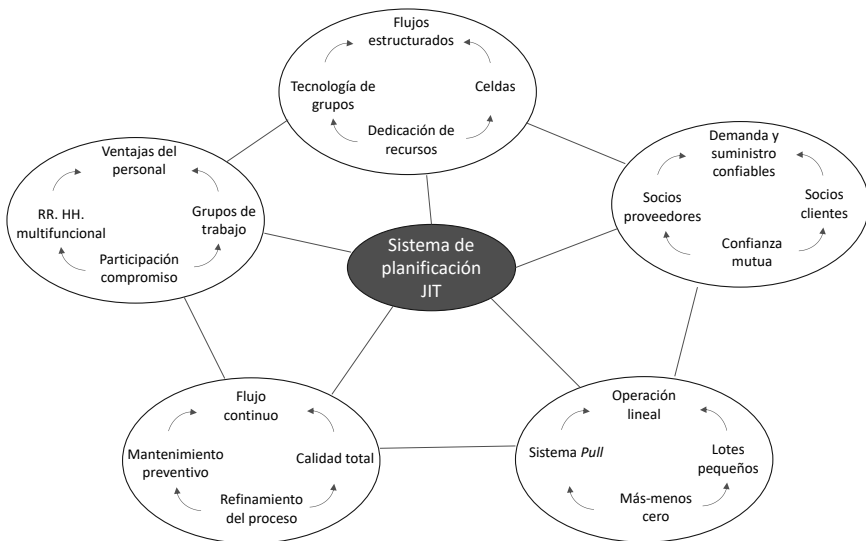 Flujos
estructurados
Tecnología de
grupos
Celdas
Dedicación de
recursos
Ventajas del
personal
RR. HH.
multifuncional
Grupos de
trabajo
Participación
compromiso
Demanda y
suministro
confiables
Socios
proveedores
Socios
clientes
Confianza
mutua
Sistema de
planificación
JIT
Flujo
continuo
Mantenimiento
preventivo
Calidad total
Refinamiento
del proceso
Operación
lineal
Sistema Pull
Lotes
pequeños
Más-menos
cero